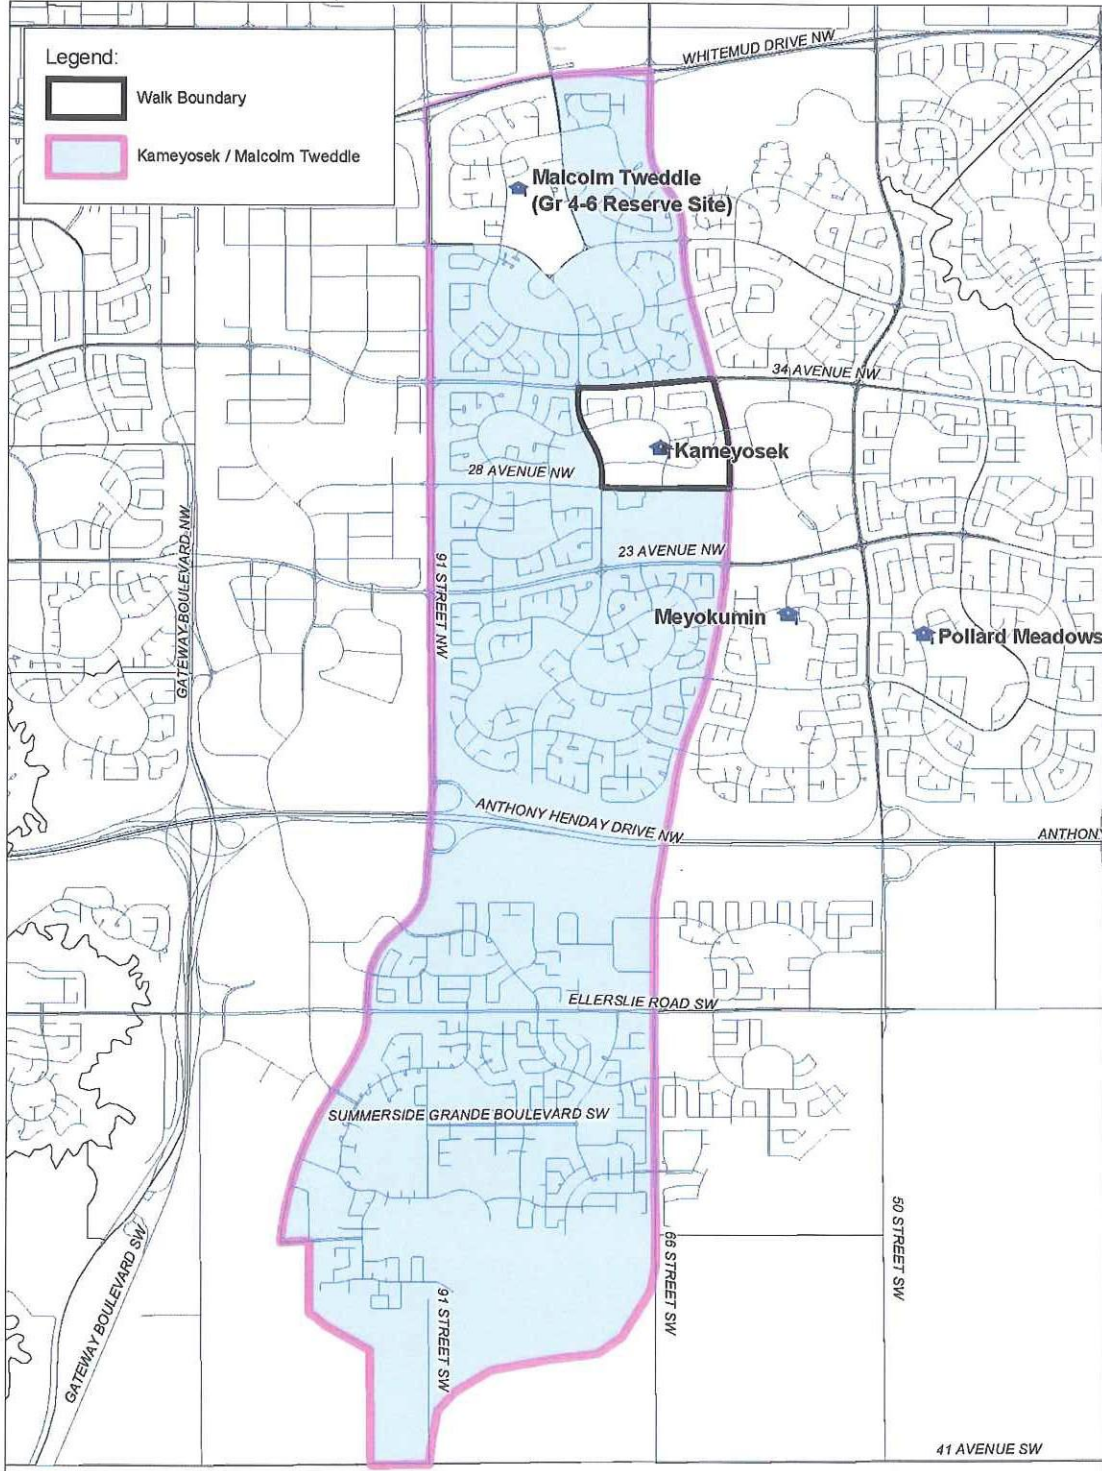 Legend:
Walk Boundary
Kameyosek / Malcolm Tweddle
WHITEMUD DRIVE NW
Malcolm Tweddle
(Gr 4-6 Reserve Site)
34 AVENUE NW
Kameyosek
28 AVENUE NW
GATEWAY BOULEVARD NW
91 STREET NW
23 AVENUE NW
Meyokumin
Pollard Meadows
ANTHONY HENDAY DRIVE NW
ANTHONY
ELLERSLIE ROAD SW
SUMMERSIDE GRANDE BOULEVARD SW
GATEWAY BOULEVARD SW
91 STREET SW
66 STREET SW
50 STREET SW
41 AVENUE SW